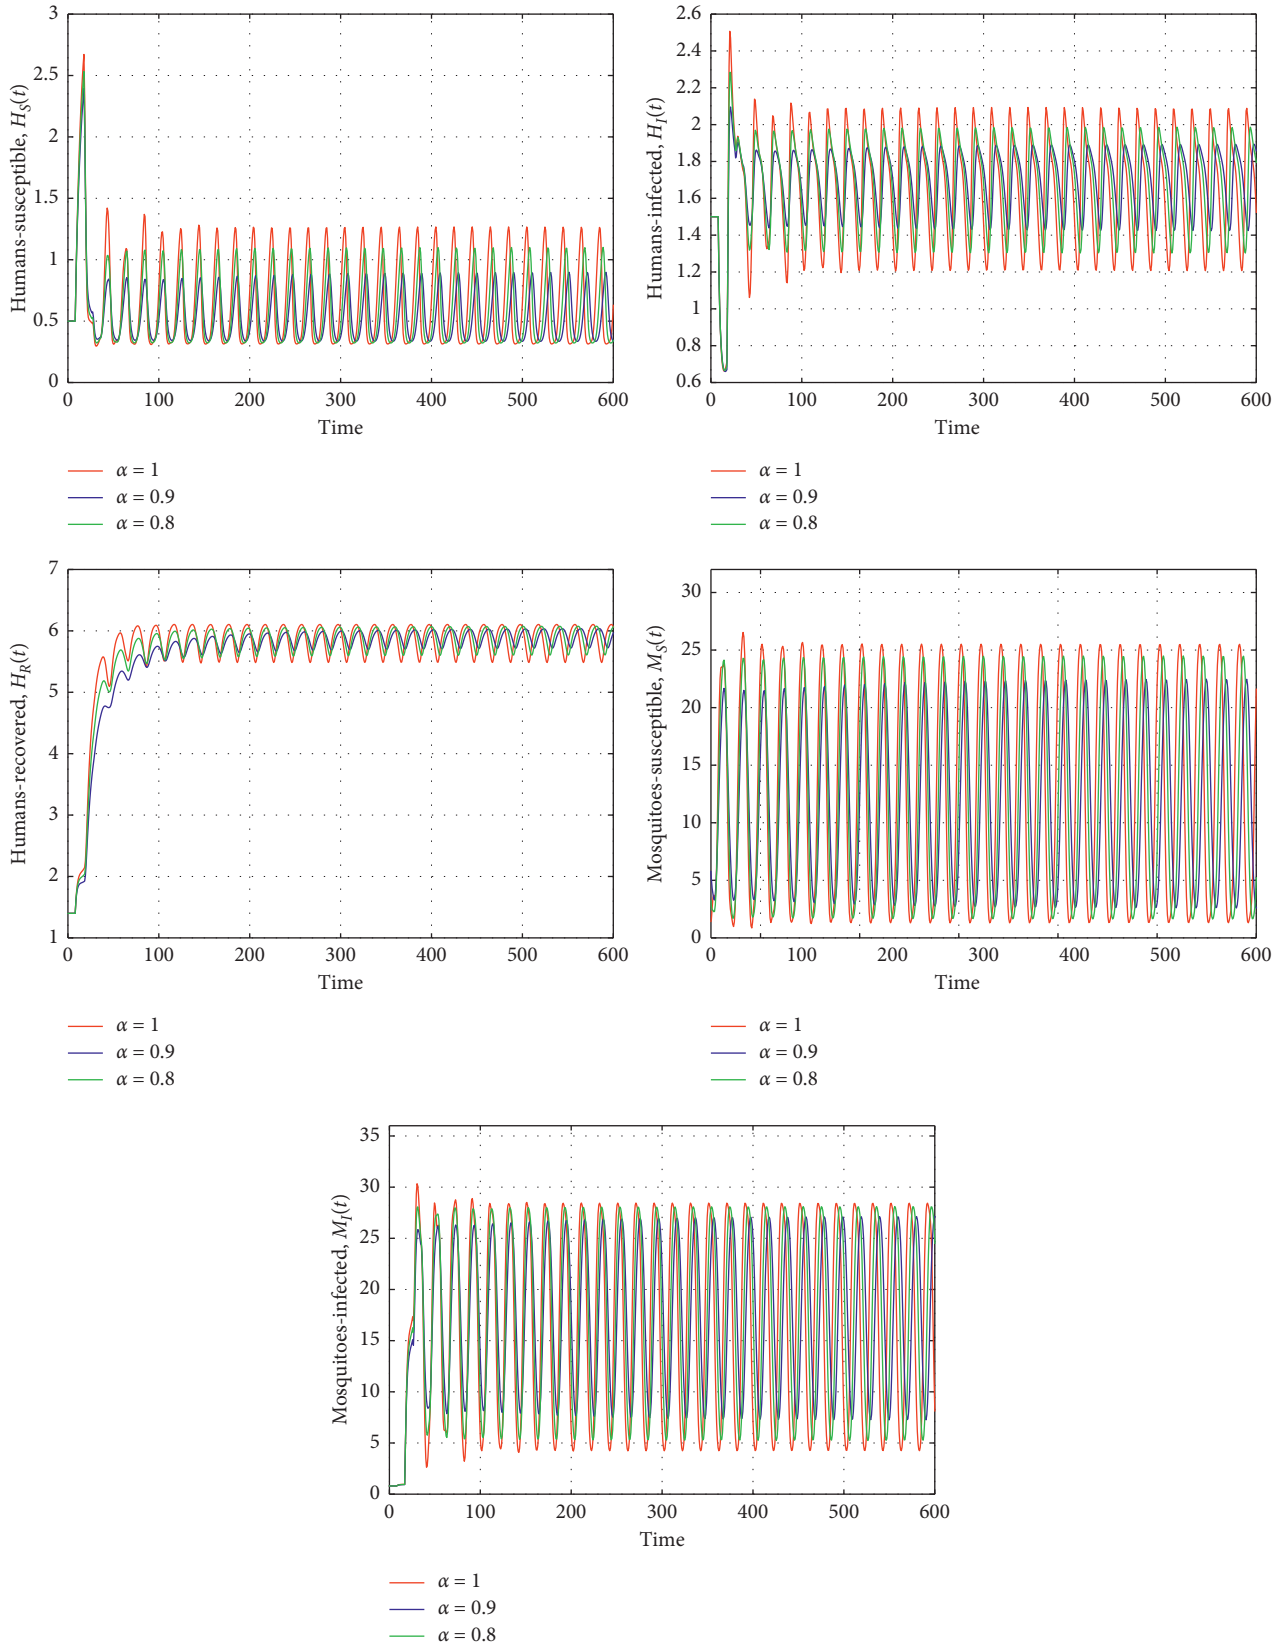 Humans-susceptible, H_S(t)
3
2.5
2
1.5
1
0.5
0
0 100 200 300 400 500 600
Time
α = 1
α = 0.9
α = 0.8
Humans-infected, H_I(t)
2.6
2.4
2.2
2
1.8
1.6
1.4
1.2
1
0.8
0.6
0 100 200 300 400 500 600
Time
α = 1
α = 0.9
α = 0.8
Humans-recovered, H_R(t)
7
6
5
4
3
2
1
0 100 200 300 400 500 600
Time
α = 1
α = 0.9
α = 0.8
Mosquitoes-susceptible, M_S(t)
30
25
20
15
10
5
0
0 100 200 300 400 500 600
Time
α = 1
α = 0.9
α = 0.8
Mosquitoes-infected, M_I(t)
35
30
25
20
15
10
5
0
0 100 200 300 400 500 600
Time
α = 1
α = 0.9
α = 0.8